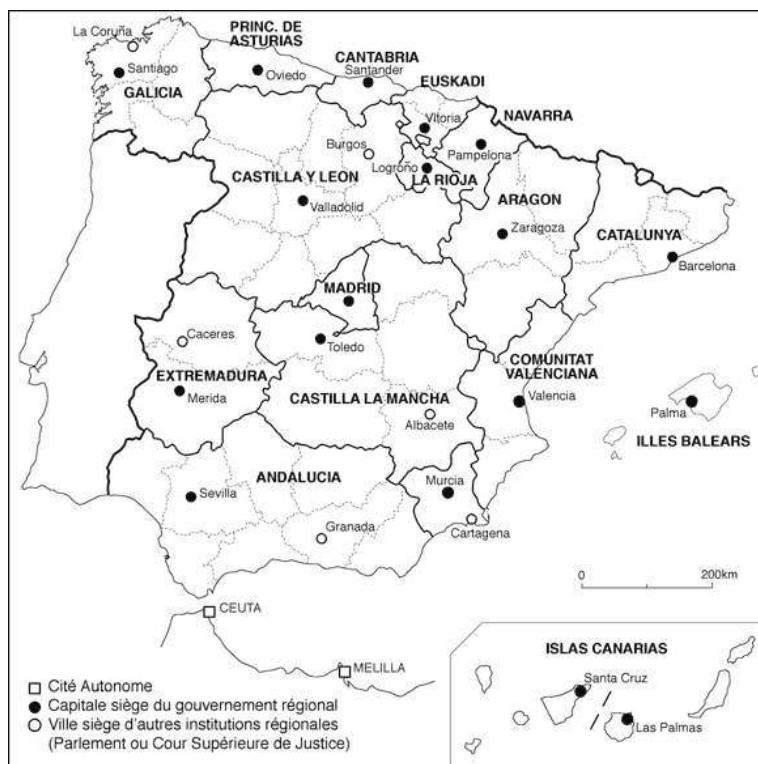 La Coruña
PRINC. DE
ASTURIAS
CANTABRIA
Santander
EUSKADI
Santiago
Oviedo
GALICIA
NAVARRA
Vitoria
Burgos
Pampelona
Logroño
LA RIOJA
CASTILLA Y LEON
ARAGON
Valladolid
Zaragoza
CATALUNYA
Barcelona
MADRID
Caceres
Toledo
COMUNITAT
VALÉNCIANA
EXTREMADURA
Merida
CASTILLA LA MANCHA
Valencia
Palma
Albacete
ILLES BALEARS
ANDALUCIA
Murcia
Sevilla
Granada
Cartagena
0 200km
CEUTA
MELILLA
ISLAS CANARIAS
Santa Cruz
Las Palmas
Cité Autonome
Capitale siège du gouvernement régional
Ville siège d'autres institutions régionales
(Parlement ou Cour Supérieure de Justice)